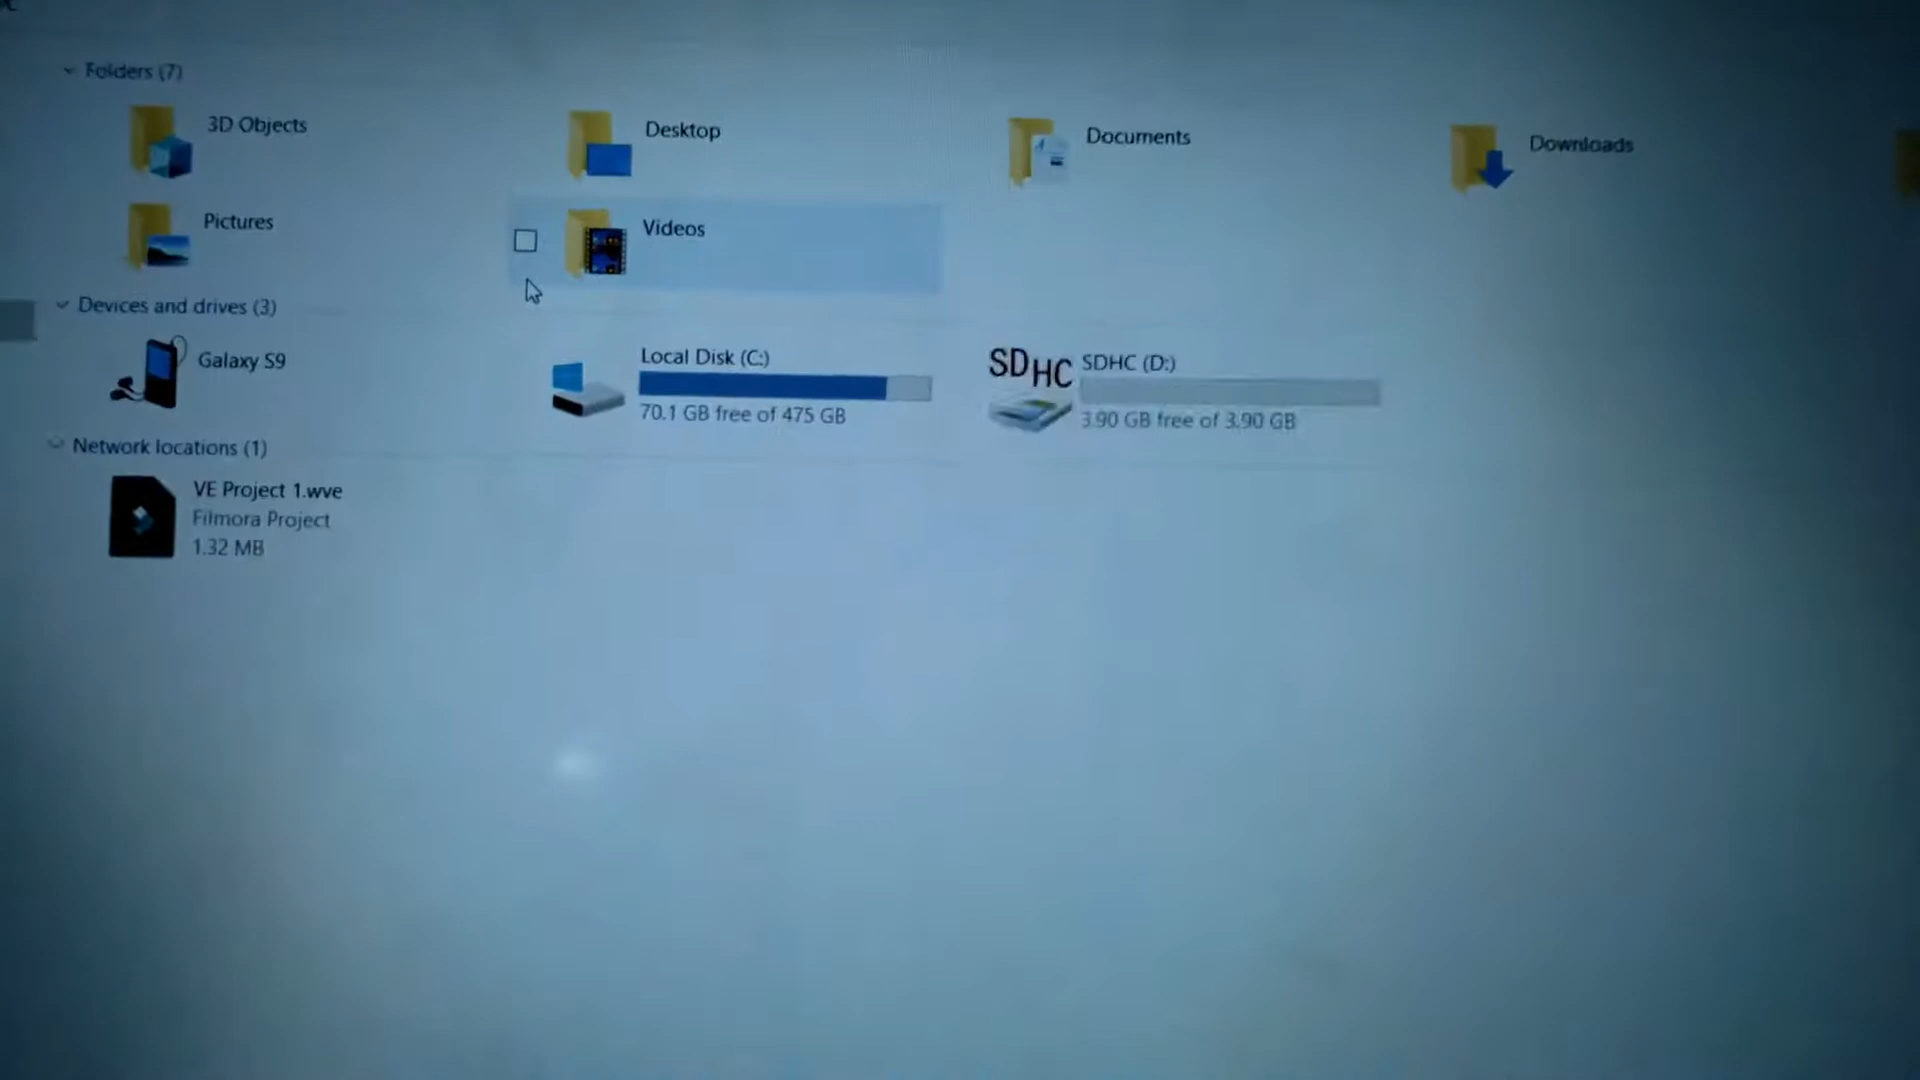 Folders (7)
3D Objects
Desktop
Documents
Downloads
Pictures
Videos
Devices and drives (3)
Galaxy S9
Local Disk (C:)
70.1 GB free of 475 GB
SDHC
SDHC (D:)
3.90 GB free of 3.90 GB
Network locations (1)
VE Project 1.wve
Filmora Project
1.32 MB